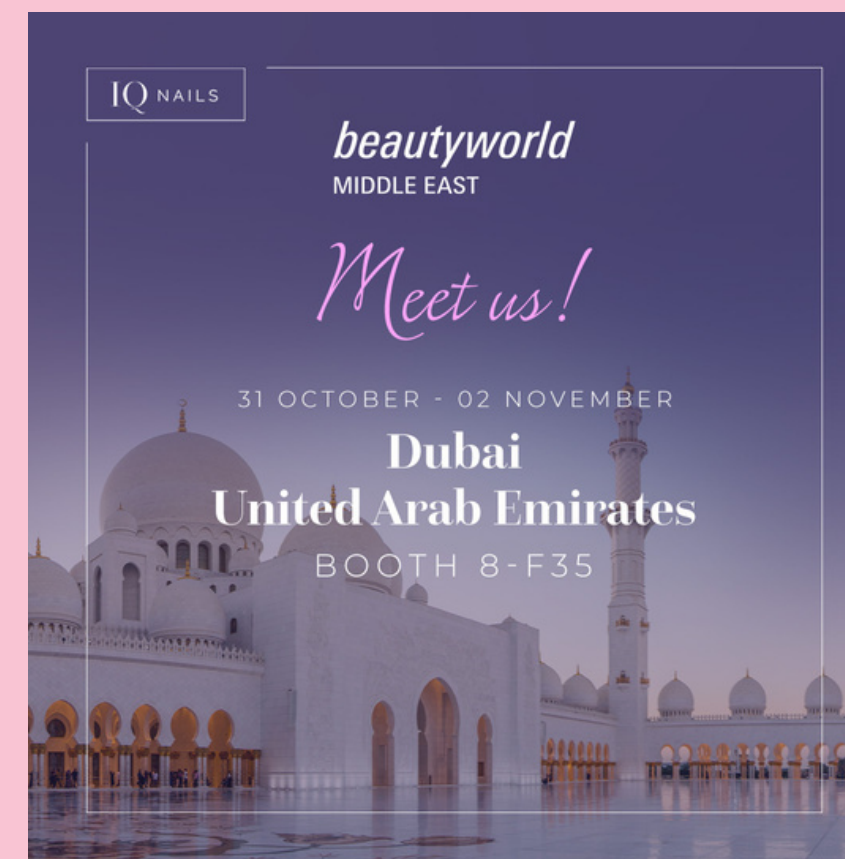 IQ NAILS
beautyworld
MIDDLE EAST
Meet us!
31 OCTOBER - 02 NOVEMBER
Dubai
United Arab Emirates
BOOTH 8-F35